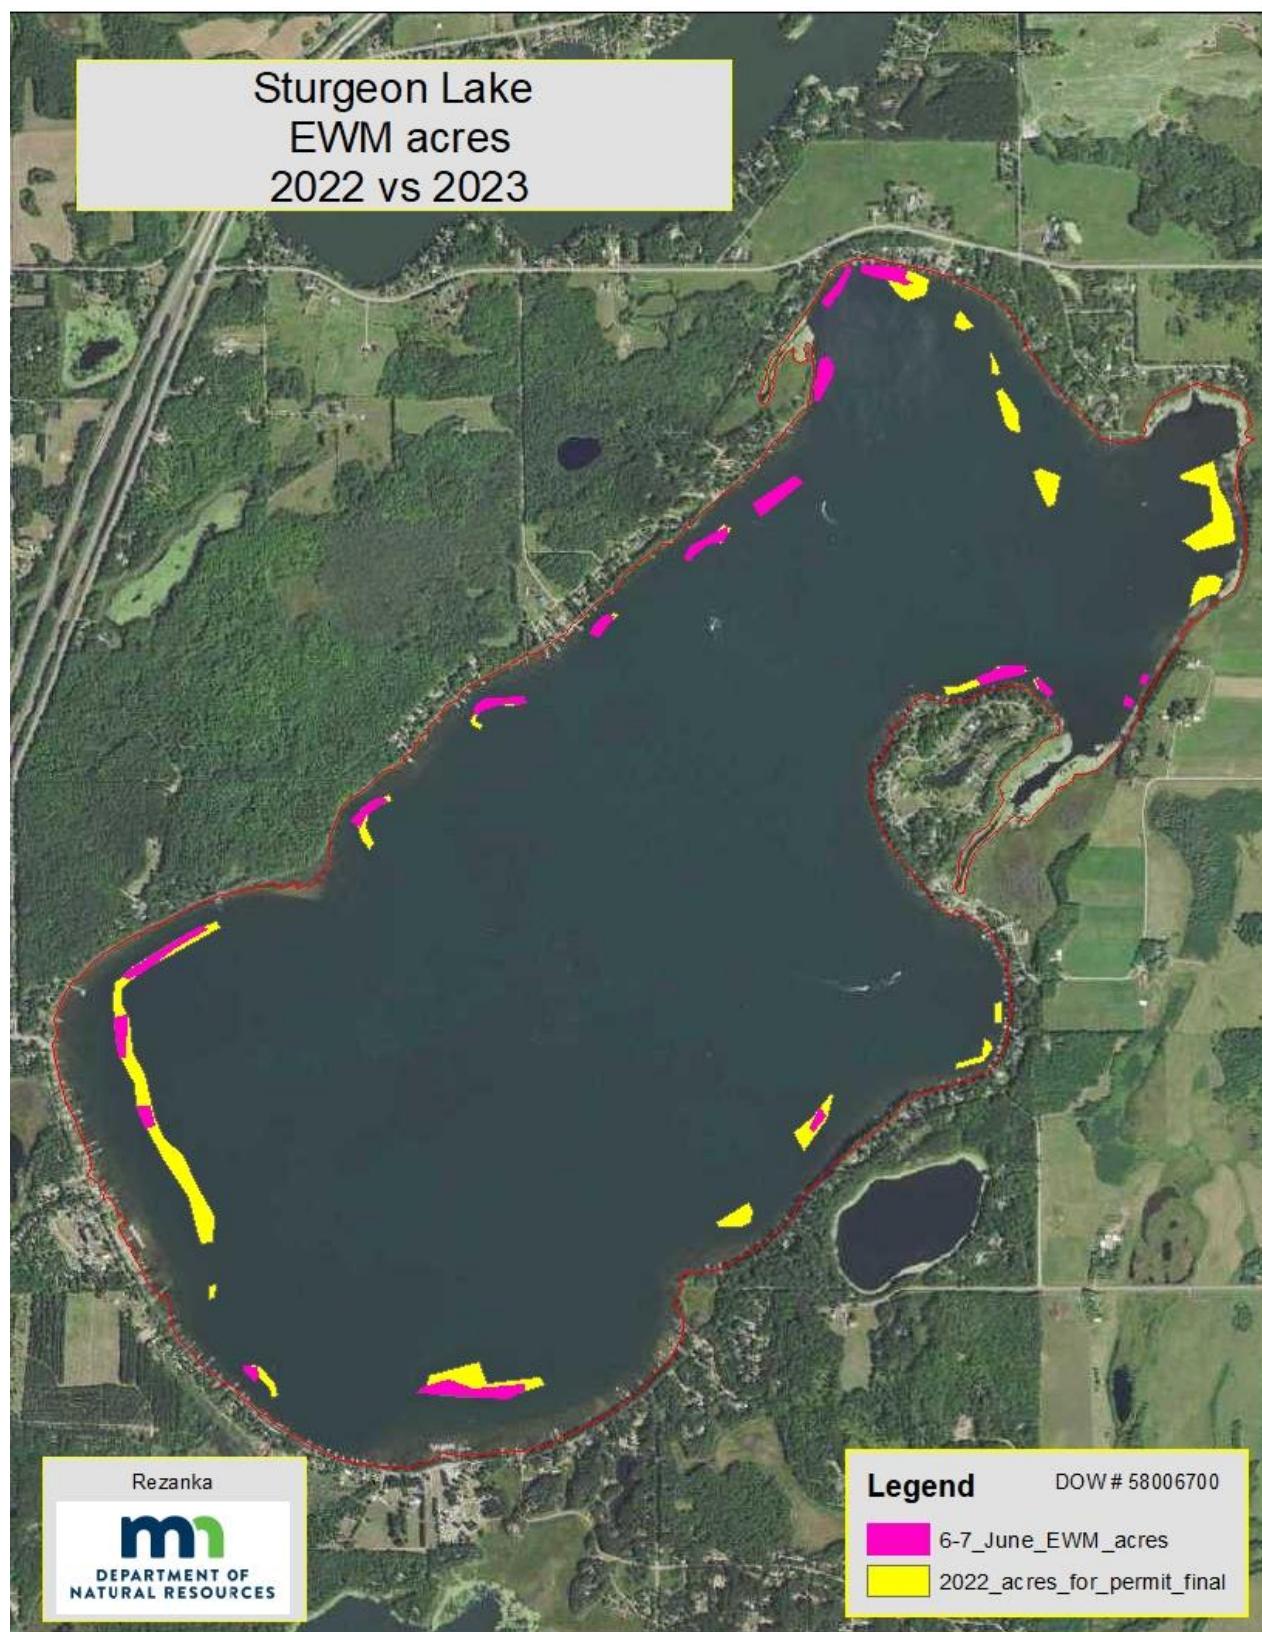 Sturgeon Lake
EWM acres
2022 vs 2023
Rezanka
mn
DEPARTMENT OF
NATURAL RESOURCES
Legend
DOW # 58006700
6-7_June_EWM_acres
2022_acres_for_permit_final